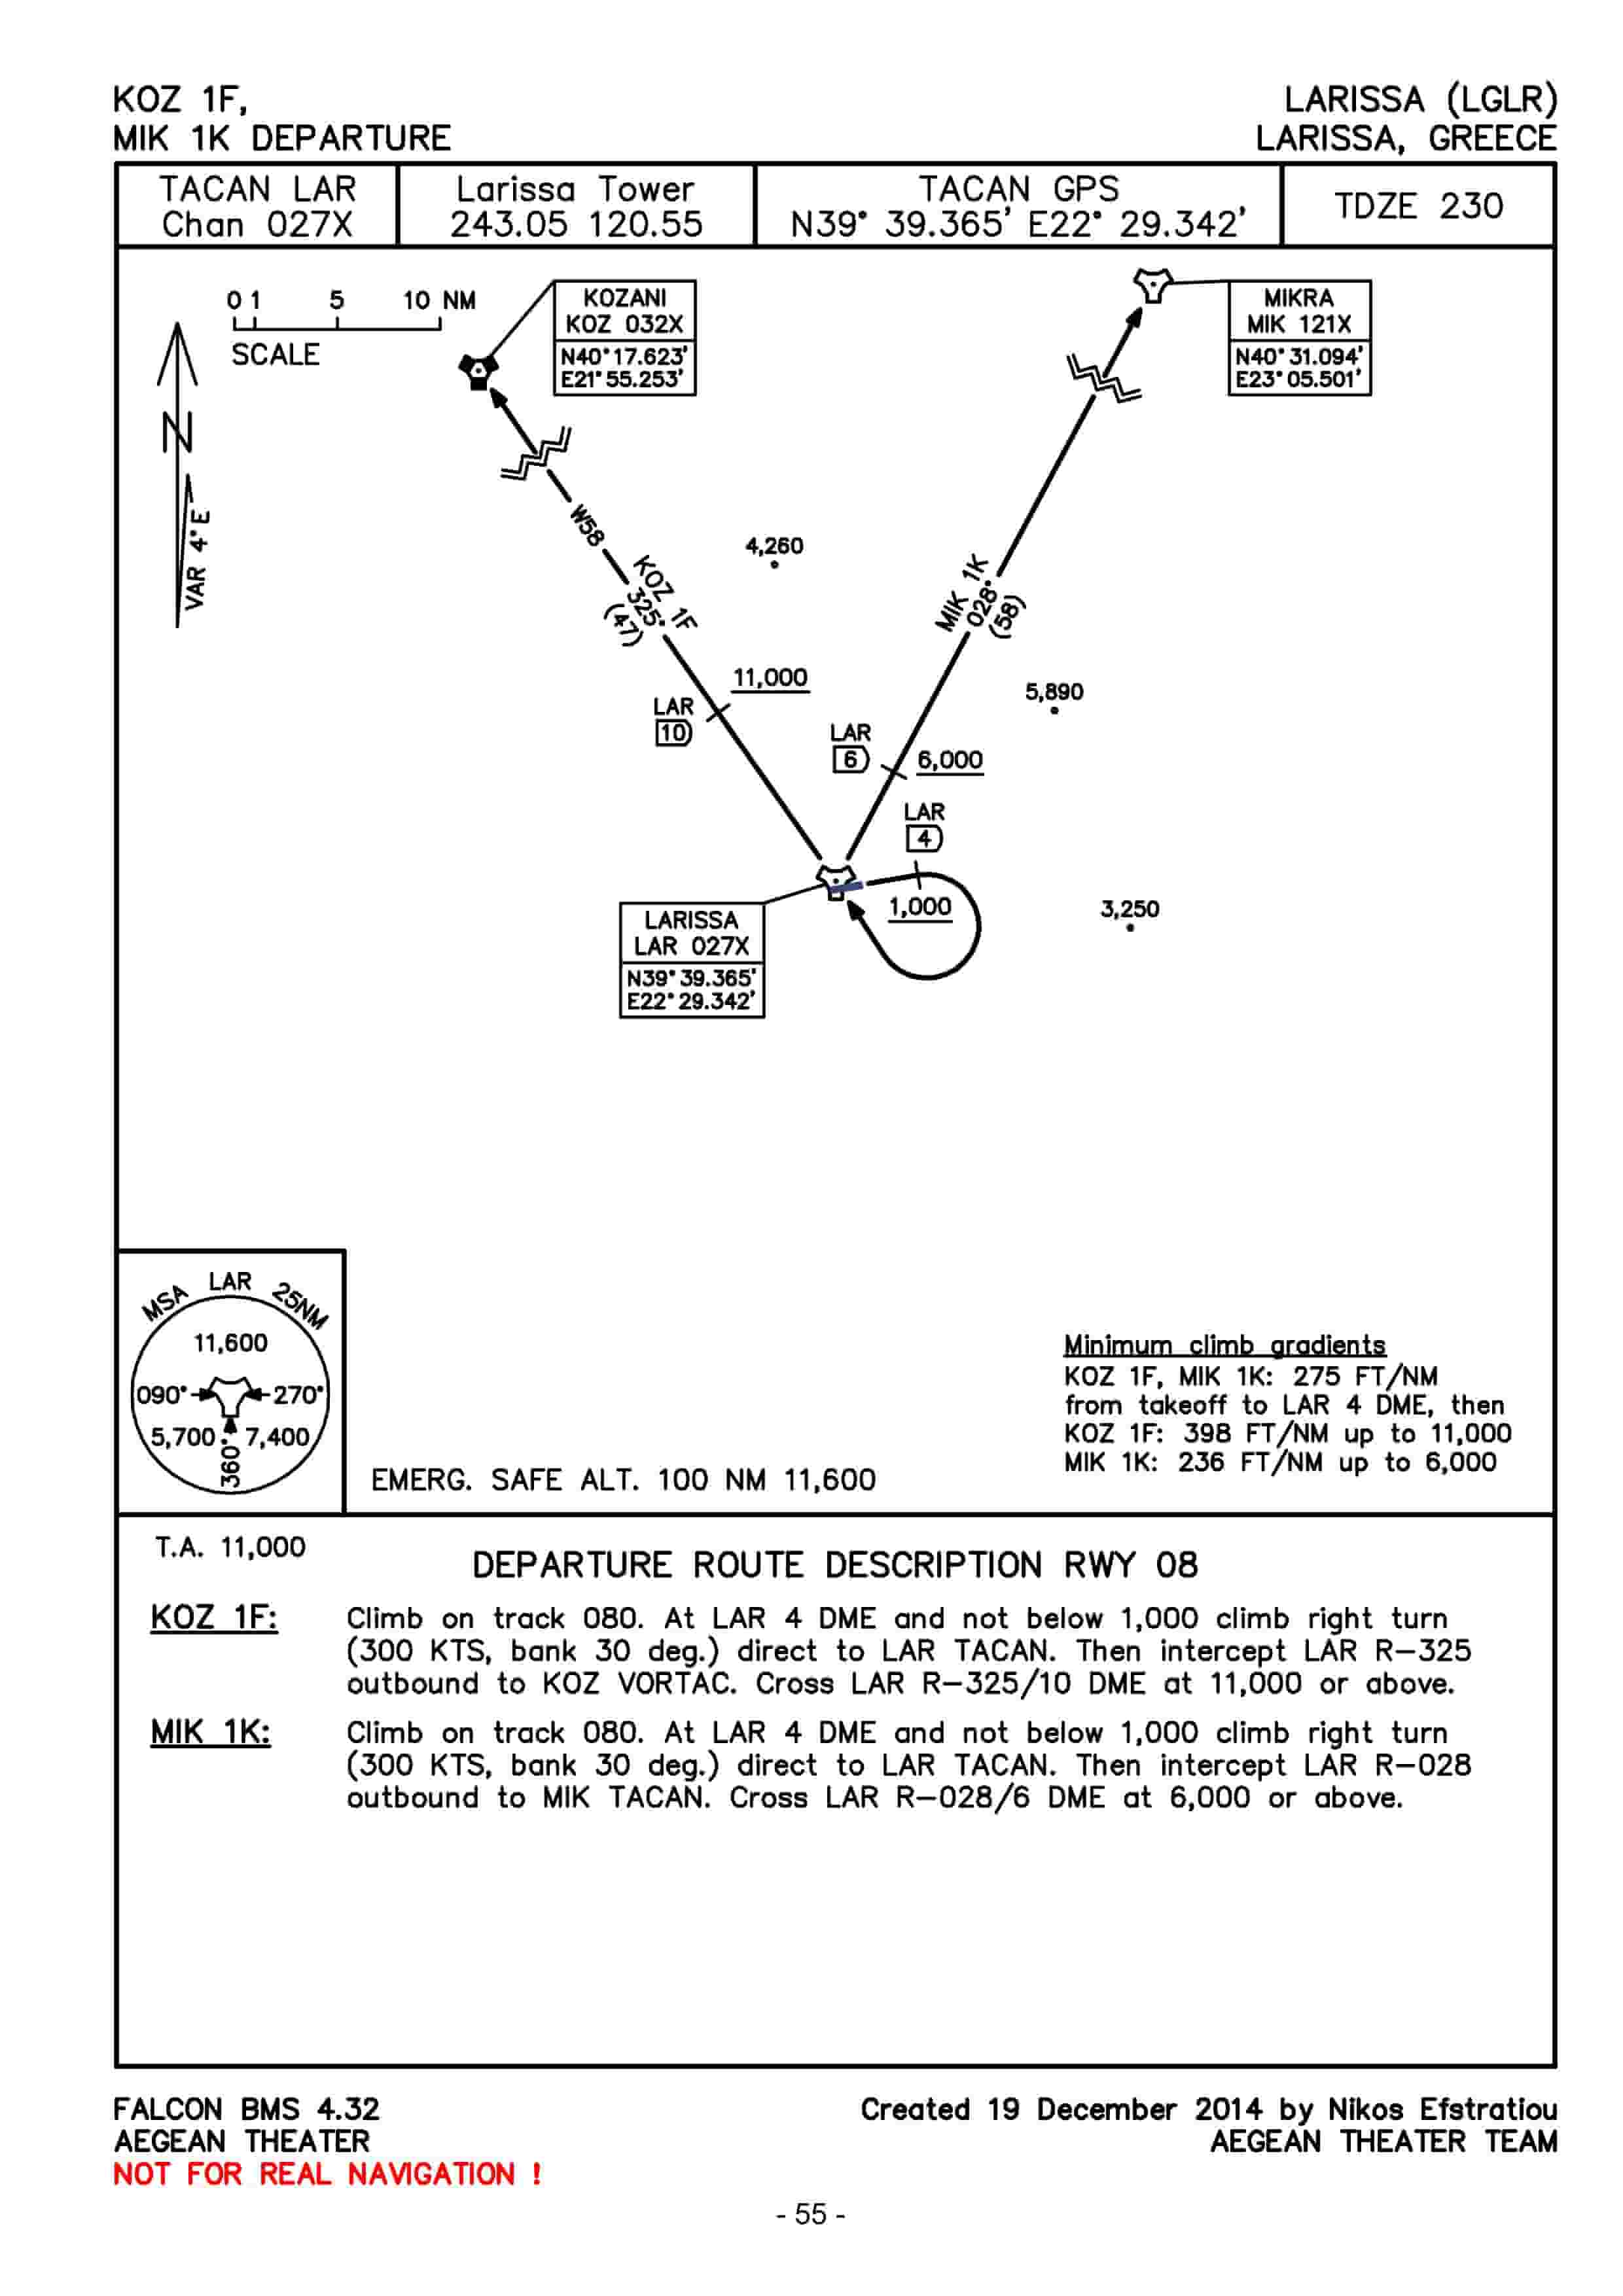 KOZ 1F,
MIK 1K DEPARTURE
LARISSA (LGLR)
LARISSA, GREECE
TACAN LAR
Chan 027X
Larissa Tower
243.05 120.55
TACAN GPS
N39° 39.365' E22° 29.342'
TDZE 230
0 1 5 10 NM
SCALE
N
VAR 4°E
KOZANI
KOZ 032X
N40°17.623'
E21°55.253'
MIKRA
MIK 121X
N40°31.094'
E23°05.501'
W58
KOZ 1F
325°
(47)
4,260
MIK 1K
028°
(58)
11,000
LAR
10
5,890
LAR
6
6,000
LAR
4
1,000
3,250
LARISSA
LAR 027X
N39°39.365'
E22°29.342'
MSA LAR 25NM
11,600
090° 270°
5,700 7,400
360°
EMERG. SAFE ALT. 100 NM 11,600
Minimum climb gradients
KOZ 1F, MIK 1K: 275 FT/NM
from takeoff to LAR 4 DME, then
KOZ 1F: 398 FT/NM up to 11,000
MIK 1K: 236 FT/NM up to 6,000
T.A. 11,000
DEPARTURE ROUTE DESCRIPTION RWY 08
KOZ 1F: Climb on track 080. At LAR 4 DME and not below 1,000 climb right turn
(300 KTS, bank 30 deg.) direct to LAR TACAN. Then intercept LAR R-325
outbound to KOZ VORTAC. Cross LAR R-325/10 DME at 11,000 or above.
MIK 1K: Climb on track 080. At LAR 4 DME and not below 1,000 climb right turn
(300 KTS, bank 30 deg.) direct to LAR TACAN. Then intercept LAR R-028
outbound to MIK TACAN. Cross LAR R-028/6 DME at 6,000 or above.
FALCON BMS 4.32
AEGEAN THEATER
NOT FOR REAL NAVIGATION !
Created 19 December 2014 by Nikos Efstratiou
AEGEAN THEATER TEAM
- 55 -